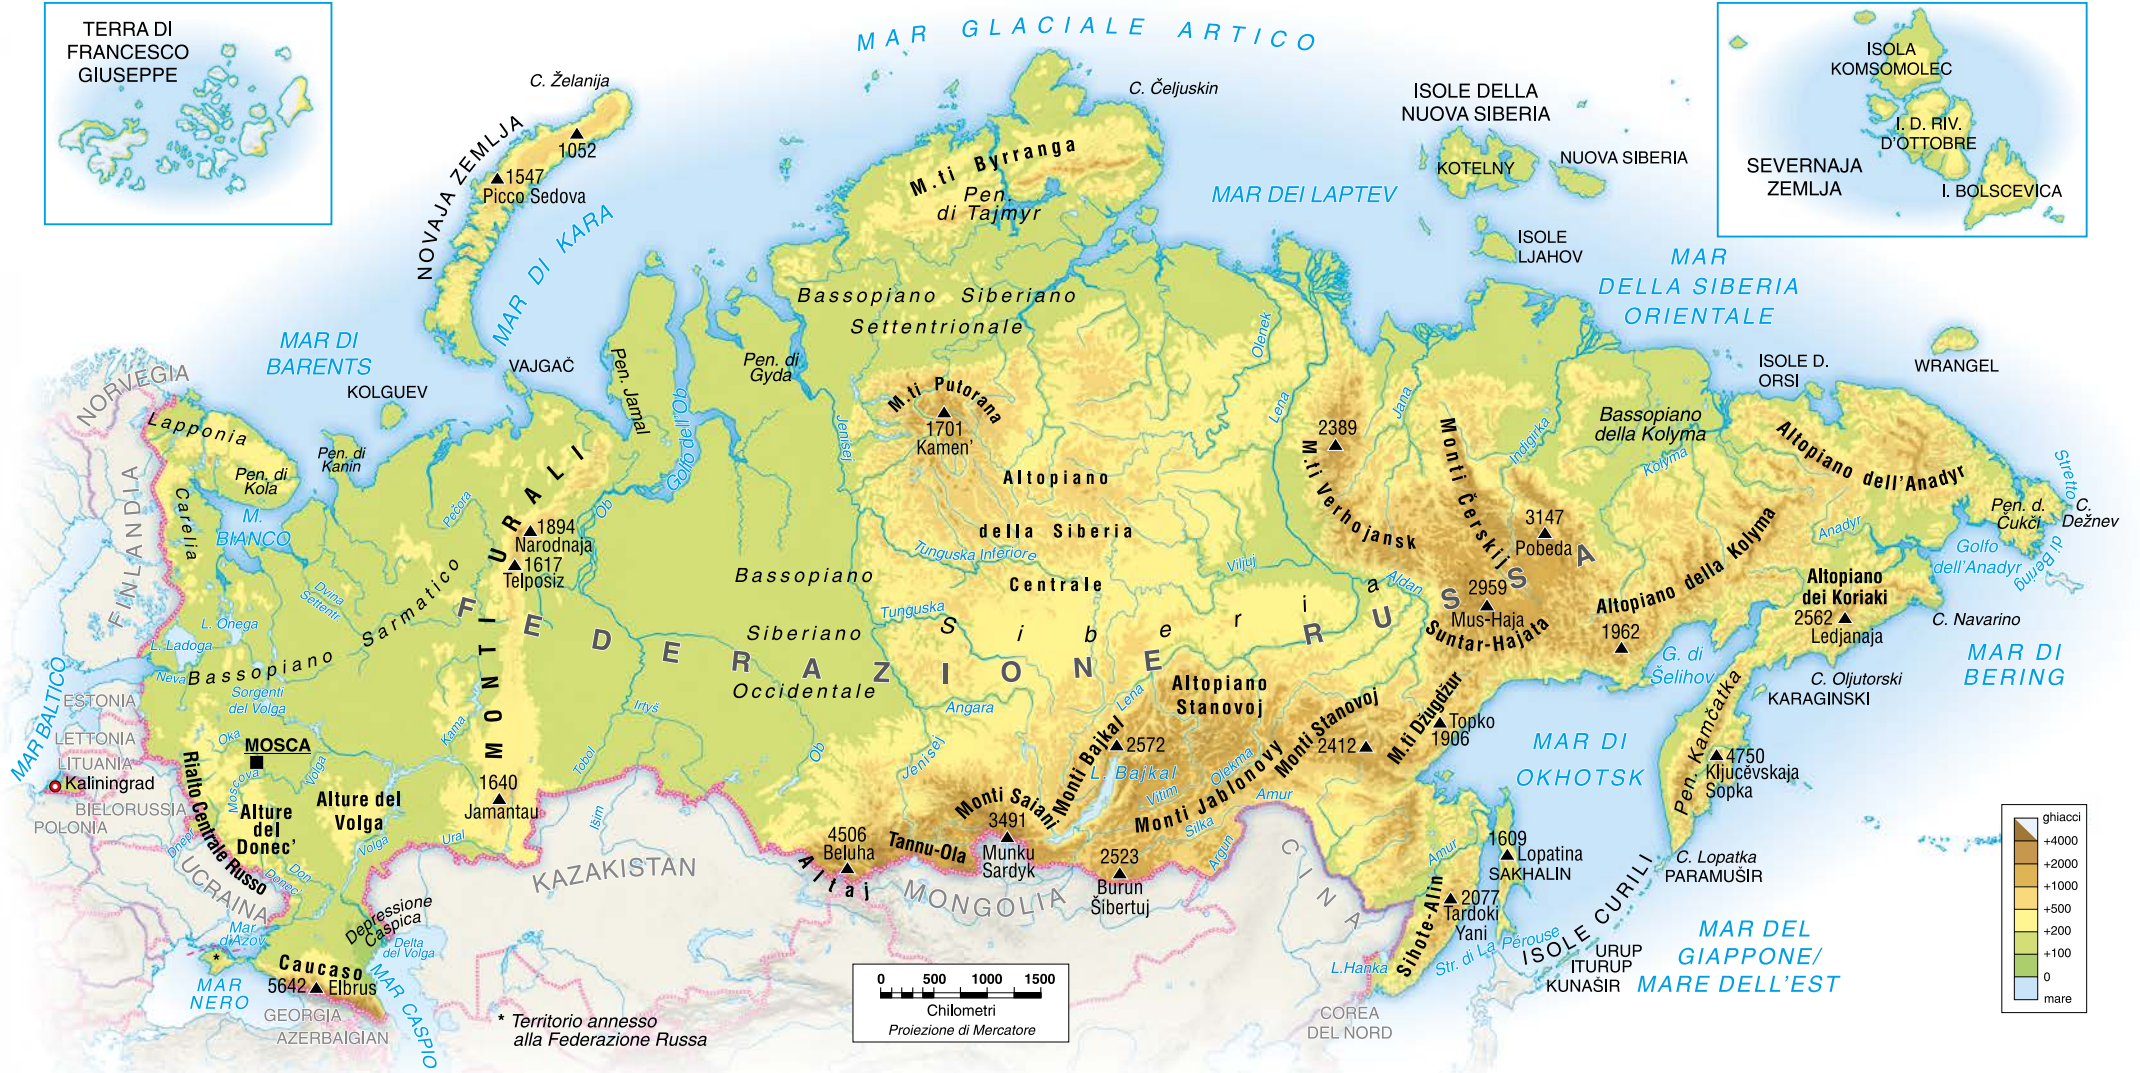 TERRA DI
FRANCESCO
GIUSEPPE
MAR GLACIALE ARTICO
ISOLA
KOMSOMOLEC
I. D. RIV.
D'OTTOBRE
SEVERNAJA
ZEMLJA
I. BOLSCEVICA
C. Želanija
C. Čeljuskin
ISOLE DELLA
NUOVA SIBERIA
NOVAJA ZEMLJA
1052
1547
Picco Sedova
M.ti Byrranga
Pen.
di Tajmyr
KOTELNY
NUOVA SIBERIA
MAR DEI LAPTEV
MAR DI KARA
ISOLE
LJAHOV
MAR
DELLA SIBERIA
ORIENTALE
Bassopiano Siberiano
Settentrionale
MAR DI
BARENTS
KOLGUEV
VAJGAČ
Pen. Jamal
Golfo dell'Ob
Pen. di
Gyda
Olenek
ISOLE D.
ORSI
WRANGEL
NORVEGIA
Lapponia
Pen. di
Kola
Pen. di
Kanin
Carelia
M.
BIANCO
FINLANDIA
M.ti Putorana
1701
Kamen'
Jenisej
Lena
Jana
2389
M.ti Verhojansk
Monti Čerskij
Indigirka
Bassopiano
della Kolyma
Kolyma
Altopiano dell'Anadyr
Stretto di Bering
Pen. d.
Čukči
C.
Dežnev
Anadyr
Golfo
dell'Anadyr
Pečora
MONTI URALI
1894
Narodnaja
1617
Telposiz
Ob
Altopiano
della Siberia
Centrale
Tunguska Inferiore
Viljuj
Aldan
3147
Pobeda
2959
Mus-Haja
Suntar-Hajata
Altopiano della Kolyma
1962
Altopiano
dei Koriaki
2562
Ledjanaja
C. Navarino
Dvina
Settentr.
L. Onega
L. Ladoga
Neva
Bassopiano Sarmatico
FEDERAZIONE RUSSA
Bassopiano
Siberiano
Occidentale
Tunguska
Siberia
MAR BALTICO
ESTONIA
LETTONIA
LITUANIA
Kaliningrad
BIELORUSSIA
POLONIA
Sorgenti
del Volga
Oka
MOSCA
Moscova
Volga
Kama
Irtyš
Tobol
Išim
Ob
Angara
Jenisej
Lena
Altopiano
Stanovoj
Monti Stanovoj
2412
M.ti Džugdžur
Topko
1906
G. di
Šelihov
MAR DI
BERING
C. Oljutorski
KARAGINSKI
Pen. Kamčatka
4750
Kljucëvskaja
Sopka
MAR DI
OKHOTSK
Rialto Centrale Russo
Alture
del
Donec'
Alture del
Volga
1640
Jamantau
Ural
Volga
Dnepr
UCRAINA
Donec'
Don
KAZAKISTAN
4506
Beluha
Altaj
Tannu-Ola
Monti Saiani
3491
Munku
Sardyk
Monti Bajkal
2572
L. Bajkal
Vitim
Olekma
Monti Jablonovy
Silka
2523
Burun
Šibertuj
Argun
Amur
MONGOLIA
CINA
Amur
1609
Lopatina
SAKHALIN
2077
Tardoki
Yani
Sihote-Alin
L.Hanka
Str. di La Pérouse
ISOLE CURILI
C. Lopatka
PARAMUŠIR
URUP
ITURUP
KUNAŠIR
MAR DEL
GIAPPONE/
MARE DELL'EST
Depressione
Caspica
Delta
del Volga
Mar
d'Azov
*
Caucaso
5642
Elbrus
MAR
NERO
GEORGIA
AZERBAIGIAN
MAR CASPIO
* Territorio annesso
alla Federazione Russa
0 500 1000 1500
Chilometri
Proiezione di Mercatore
COREA
DEL NORD
ghiacci
+4000
+2000
+1000
+500
+200
+100
0
mare